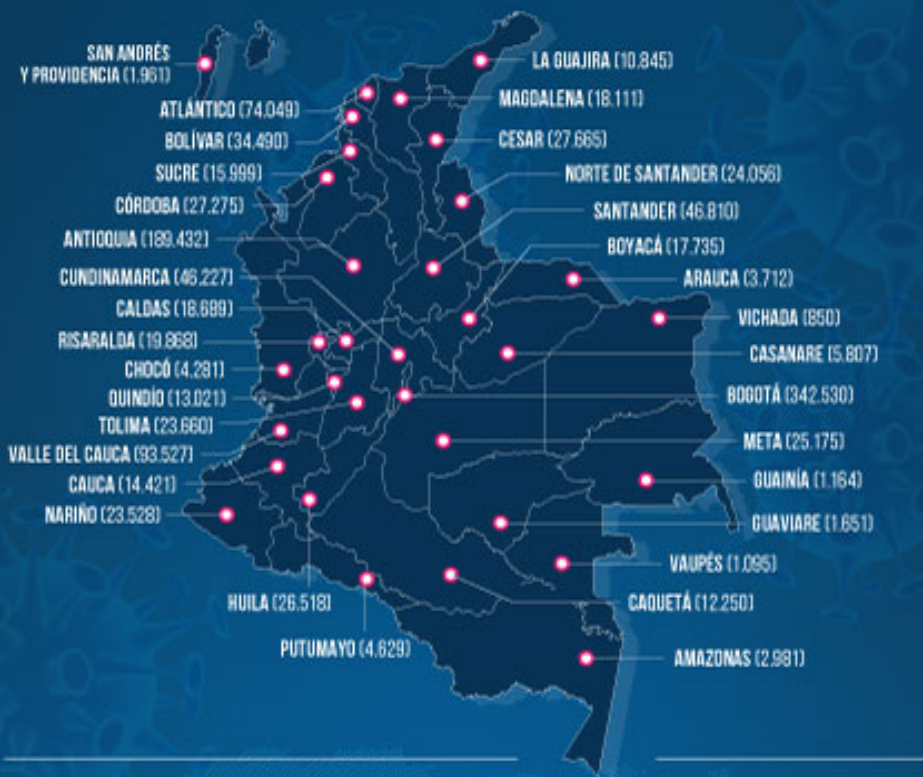 SAN ANDRÉS
Y PROVIDENCIA (1.961)
ATLÁNTICO (74.049)
BOLÍVAR (34.490)
SUCRE (15.999)
CÓRDOBA (27.275)
ANTIOQUIA (189.432)
CUNDINAMARCA (46.227)
CALDAS (18.689)
RISARALDA (19.868)
CHOCÓ (4.281)
QUINDÍO (13.021)
TOLIMA (23.660)
VALLE DEL CAUCA (93.527)
CAUCA (14.421)
NARIÑO (23.528)
HUILA (26.518)
PUTUMAYO (4.629)
LA GUAJIRA (10.845)
MAGDALENA (18.111)
CESAR (27.665)
NORTE DE SANTANDER (24.056)
SANTANDER (46.810)
BOYACÁ (17.735)
ARAUCA (3.712)
VICHADA (850)
CASANARE (5.807)
BOGOTÁ (342.530)
META (25.175)
GUAINÍA (1.164)
GUAVIARE (1.651)
VAUPÉS (1.095)
CAQUETÁ (12.250)
AMAZONAS (2.981)